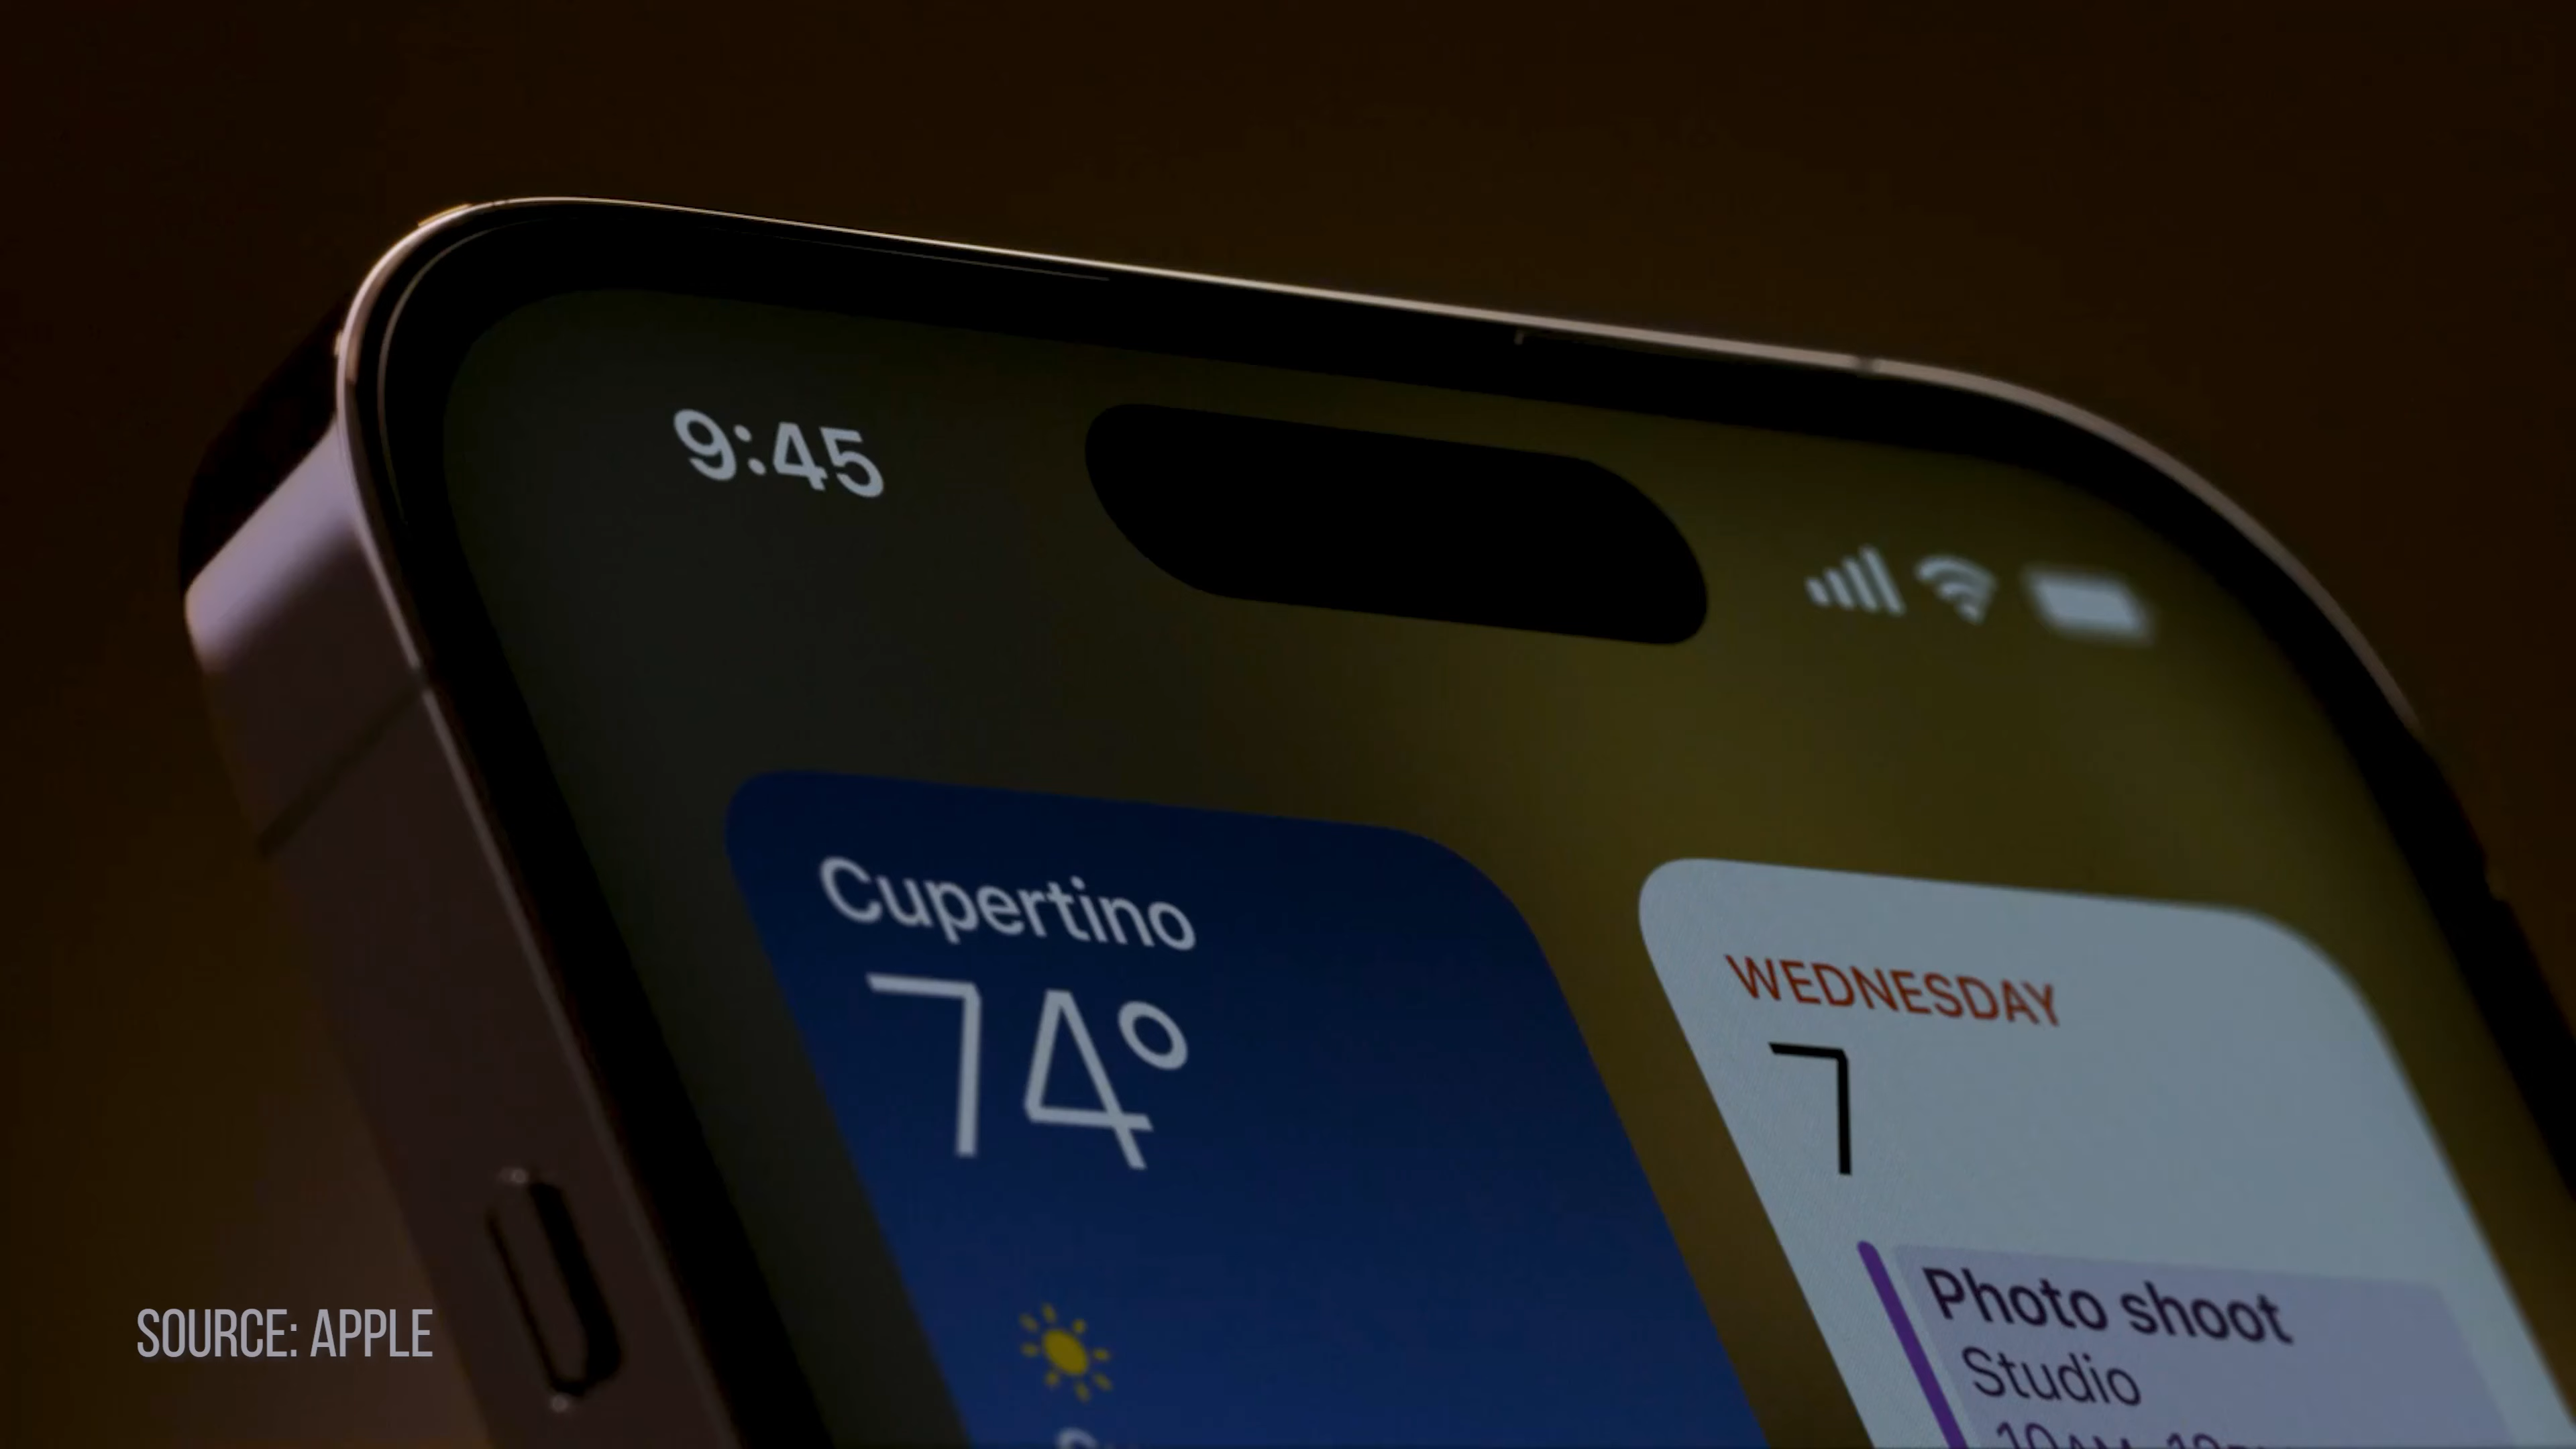 9:45
Cupertino
74°
WEDNESDAY
7
Photo shoot
Studio
SOURCE: APPLE